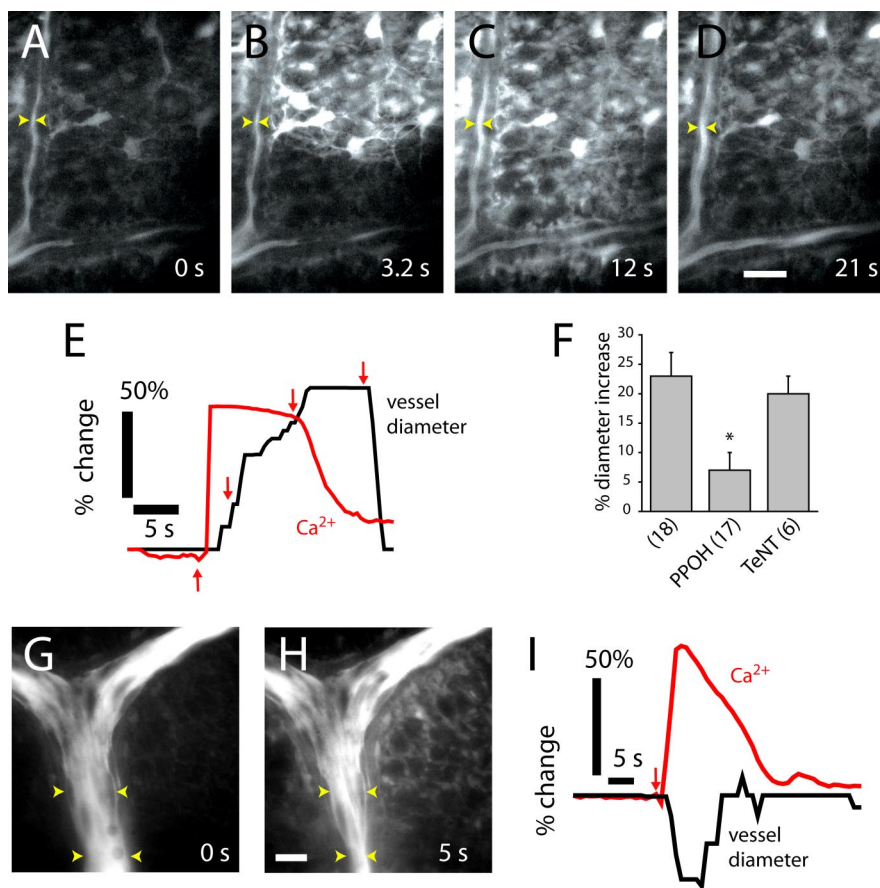 A
0 s
B
3.2 s
C
12 s
D
21 s
E
50%
% change
5 s
vessel
diameter
Ca²⁺
F
% diameter increase
30
25
20
15
10
5
0
*
(18)
PPOH (17)
TeNT (6)
G
0 s
H
5 s
I
50%
% change
5 s
Ca²⁺
vessel
diameter